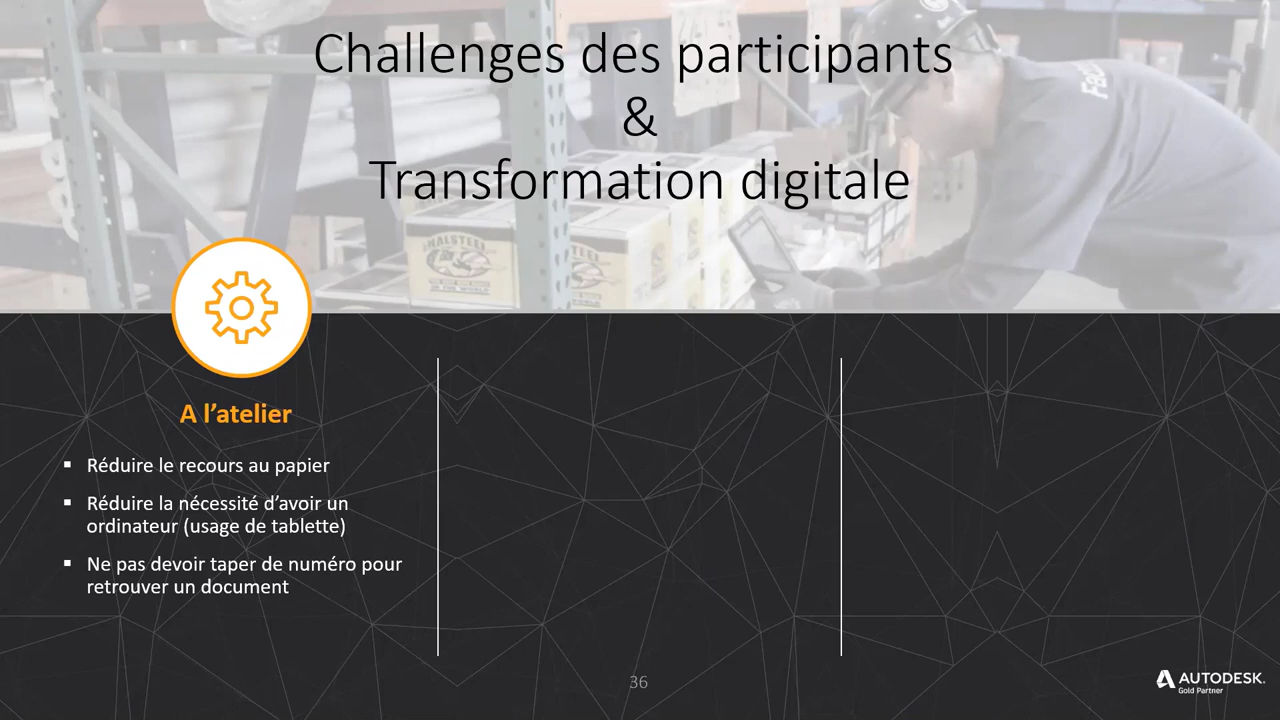 Challenges des participants
&
Transformation digitale
HALSTEEL
A l’atelier
▪ Réduire le recours au papier
▪ Réduire la nécessité d’avoir un
ordinateur (usage de tablette)
▪ Ne pas devoir taper de numéro pour
retrouver un document
36
AUTODESK.
Gold Partner